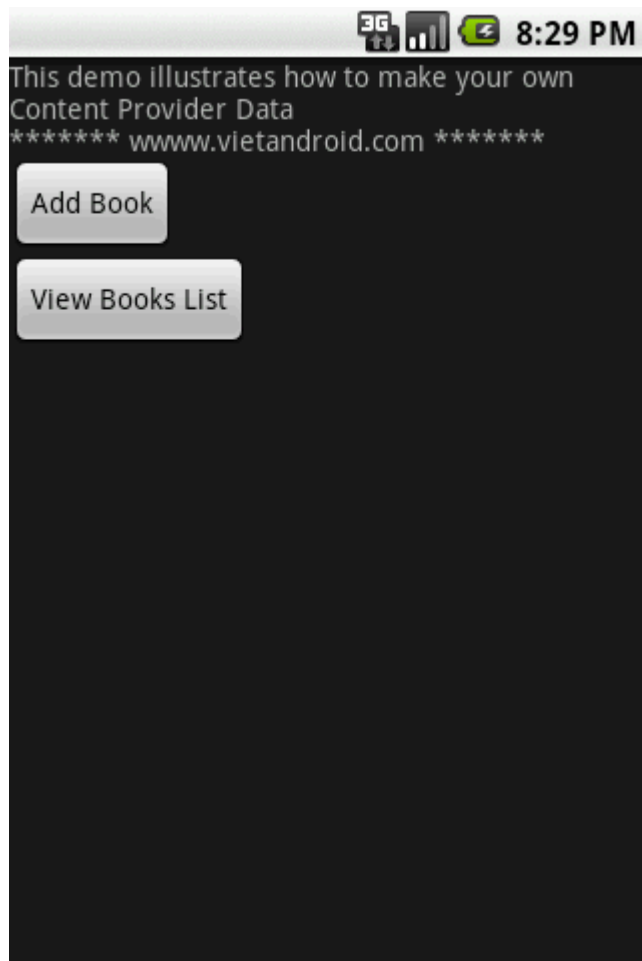 3G 8:29 PM
This demo illustrates how to make your own
Content Provider Data
******* wwww.vietandroid.com *******
Add Book
View Books List